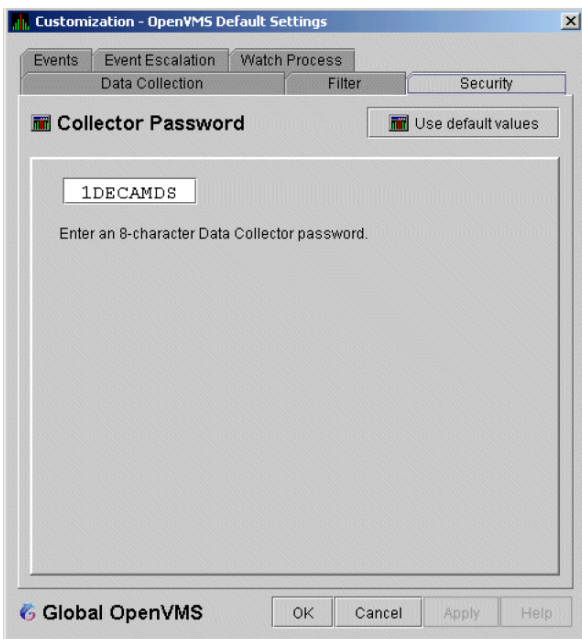 Customization - OpenVMS Default Settings
Events Event Escalation Watch Process
Data Collection Filter Security
Collector Password Use default values
1DECAMDS
Enter an 8-character Data Collector password.
Global OpenVMS OK Cancel Apply Help